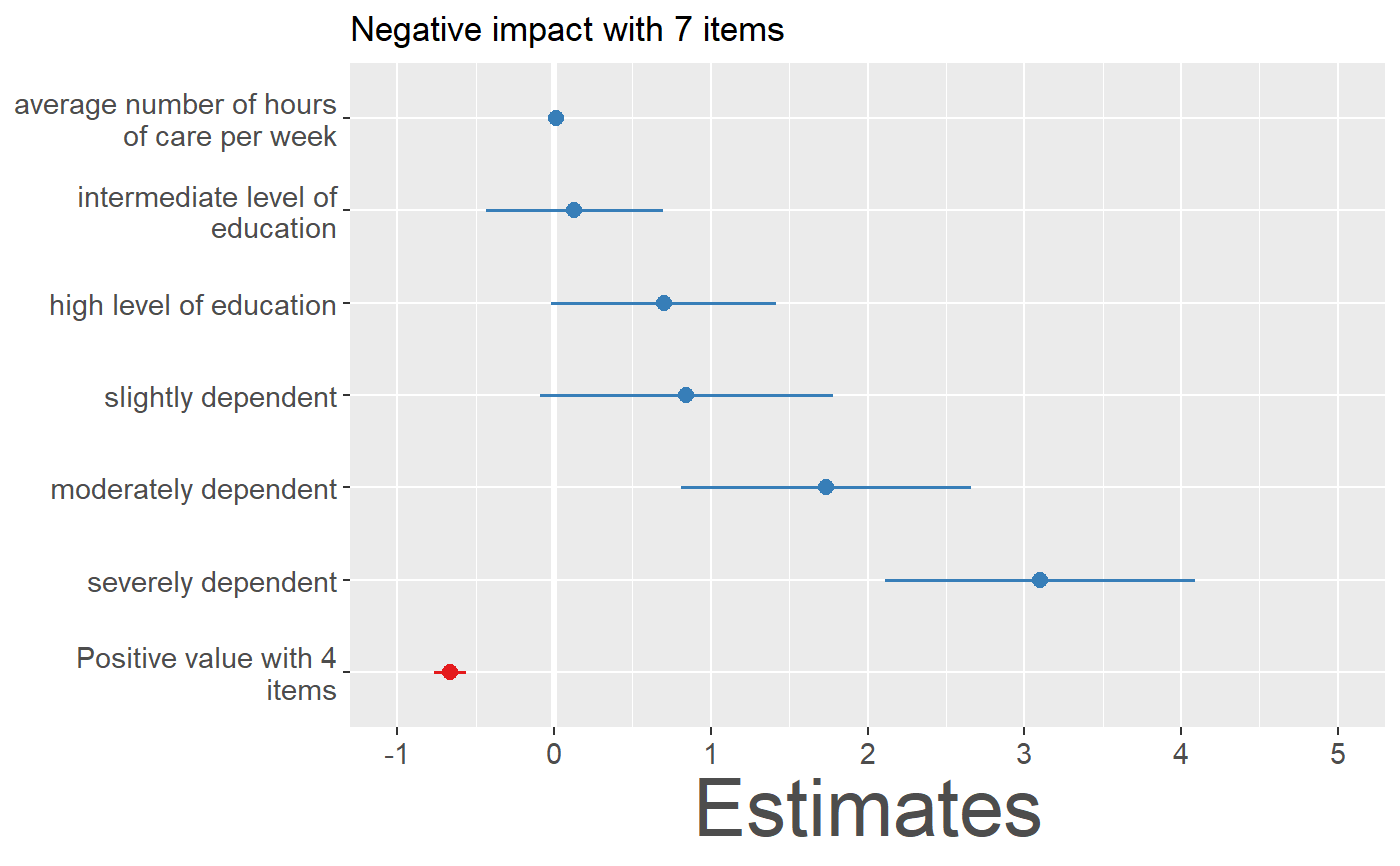 Negative impact with 7 items
average number of hours
of care per week
intermediate level of
education
high level of education
slightly dependent
moderately dependent
severely dependent
Positive value with 4
items
-1 0 1 2 3 4 5
Estimates